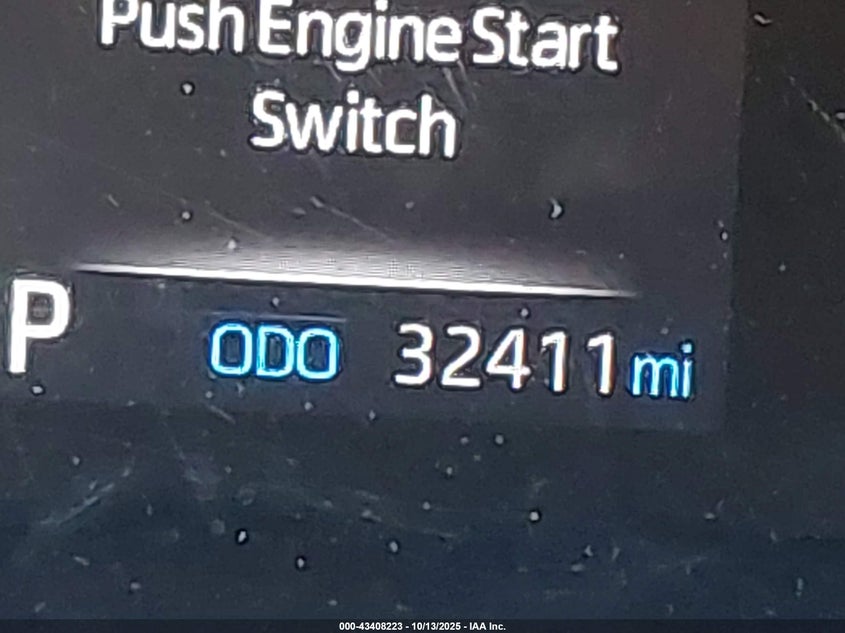 Push Engine Start
Switch
P ODO 32411 mi
000-43408223 - 10/13/2025 - IAA Inc.